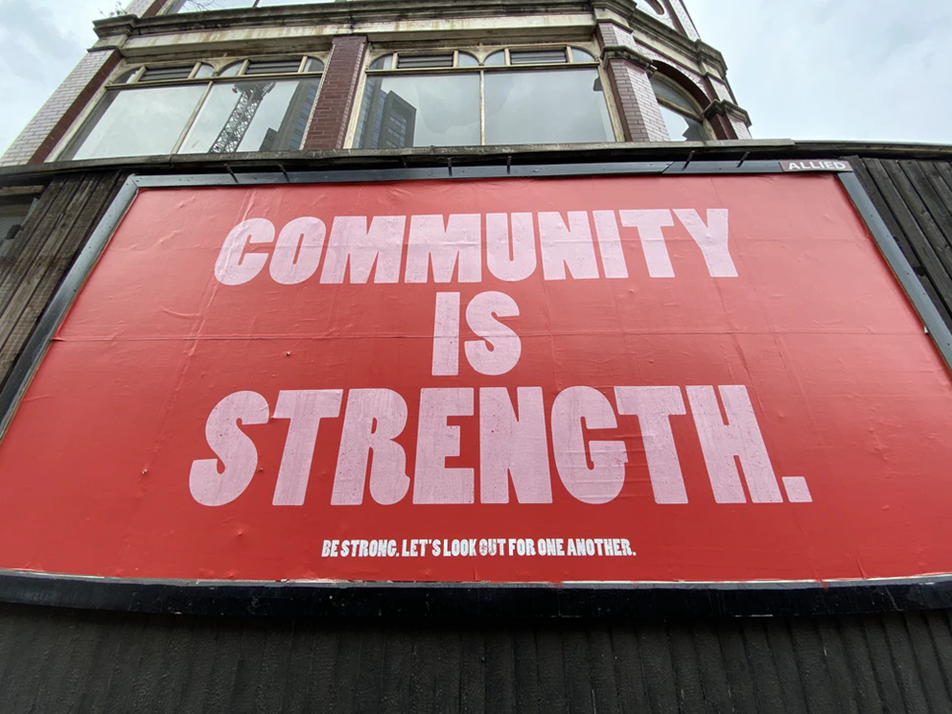 ALLIED
COMMUNITY
IS
STRENGTH.
BE STRONG. LET'S LOOK OUT FOR ONE ANOTHER.